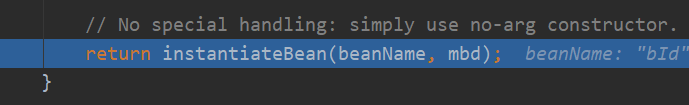 // No special handling: simply use no-arg constructor.
return instantiateBean(beanName, mbd); beanName: "bId"
}